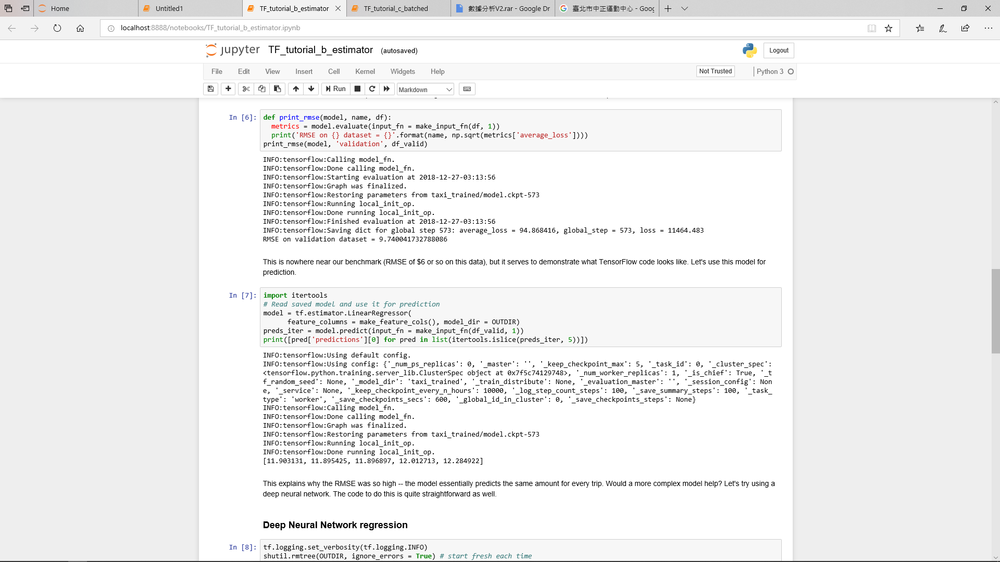 Home
Untitled1
TF_tutorial_b_estimator
TF_tutorial_c_batched
數據分析V2.rar - Google Dr
臺北市中正運動中心 - Goog
localhost:8888/notebooks/TF_tutorial_b_estimator.ipynb
jupyter TF_tutorial_b_estimator (autosaved)
Logout
File Edit View Insert Cell Kernel Widgets Help
Not Trusted
Python 3
Run
Markdown
In [6]: def print_rmse(model, name, df):
metrics = model.evaluate(input_fn = make_input_fn(df, 1))
print('RMSE on {} dataset = {}'.format(name, np.sqrt(metrics['average_loss'])))
print_rmse(model, 'validation', df_valid)
INFO:tensorflow:Calling model_fn.
INFO:tensorflow:Done calling model_fn.
INFO:tensorflow:Starting evaluation at 2018-12-27-03:13:56
INFO:tensorflow:Graph was finalized.
INFO:tensorflow:Restoring parameters from taxi_trained/model.ckpt-573
INFO:tensorflow:Running local_init_op.
INFO:tensorflow:Done running local_init_op.
INFO:tensorflow:Finished evaluation at 2018-12-27-03:13:56
INFO:tensorflow:Saving dict for global step 573: average_loss = 94.868416, global_step = 573, loss = 11464.483
RMSE on validation dataset = 9.740041732788086
This is nowhere near our benchmark (RMSE of $6 or so on this data), but it serves to demonstrate what TensorFlow code looks like. Let's use this model for
prediction.
In [7]: import itertools
# Read saved model and use it for prediction
model = tf.estimator.LinearRegressor(
feature_columns = make_feature_cols(), model_dir = OUTDIR)
preds_iter = model.predict(input_fn = make_input_fn(df_valid, 1))
print([pred['predictions'][0] for pred in list(itertools.islice(preds_iter, 5))])
INFO:tensorflow:Using default config.
INFO:tensorflow:Using config: {'_num_ps_replicas': 0, '_master': '', '_keep_checkpoint_max': 5, '_task_id': 0, '_cluster_spec':
<tensorflow.python.training.server_lib.ClusterSpec object at 0x7f5c74129748>, '_num_worker_replicas': 1, '_is_chief': True, '_t
f_random_seed': None, '_model_dir': 'taxi_trained', '_train_distribute': None, '_evaluation_master': '', '_session_config': Non
e, '_service': None, '_keep_checkpoint_every_n_hours': 10000, '_log_step_count_steps': 100, '_save_summary_steps': 100, '_task_
type': 'worker', '_save_checkpoints_secs': 600, '_global_id_in_cluster': 0, '_save_checkpoints_steps': None}
INFO:tensorflow:Calling model_fn.
INFO:tensorflow:Done calling model_fn.
INFO:tensorflow:Graph was finalized.
INFO:tensorflow:Restoring parameters from taxi_trained/model.ckpt-573
INFO:tensorflow:Running local_init_op.
INFO:tensorflow:Done running local_init_op.
[11.903131, 11.895425, 11.896897, 12.012713, 12.284922]
This explains why the RMSE was so high -- the model essentially predicts the same amount for every trip. Would a more complex model help? Let's try using a
deep neural network. The code to do this is quite straightforward as well.
Deep Neural Network regression
In [8]: tf.logging.set_verbosity(tf.logging.INFO)
shutil.rmtree(OUTDIR, ignore_errors = True) # start fresh each time